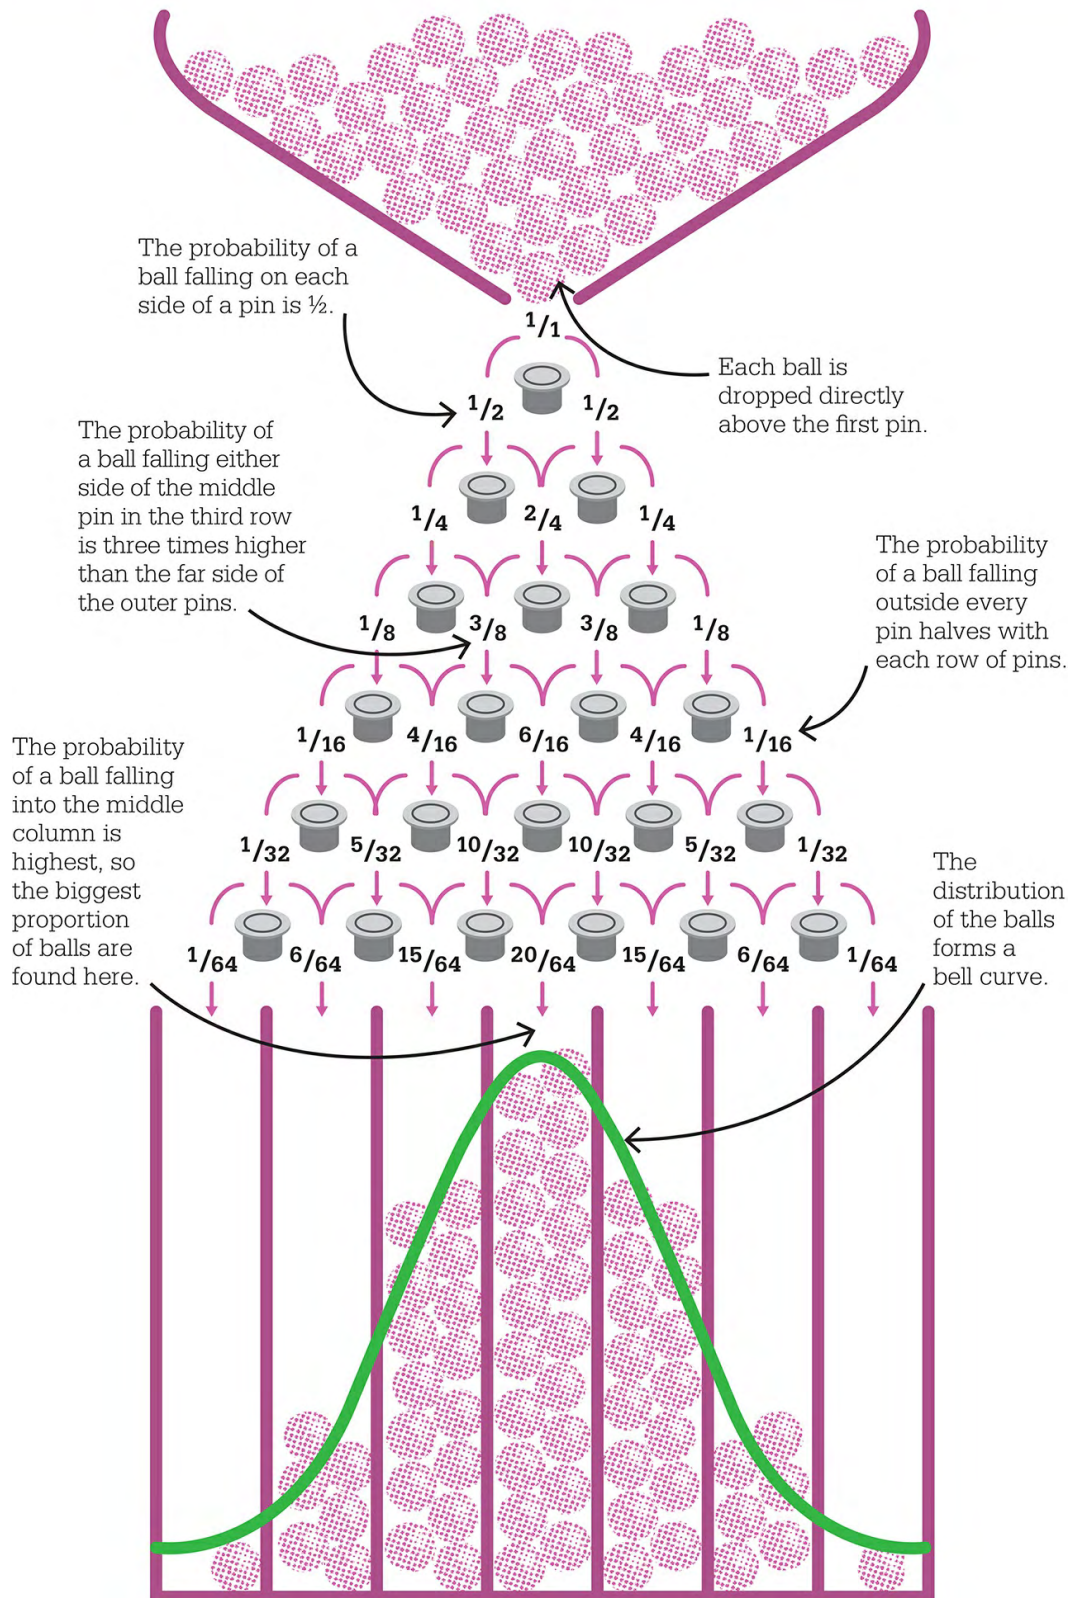 The probability of a
ball falling on each
side of a pin is ½.
1/1
Each ball is
dropped directly
above the first pin.
1/2 1/2
The probability of
a ball falling either
side of the middle
pin in the third row
is three times higher
than the far side of
the outer pins.
1/4 2/4 1/4
The probability
of a ball falling
outside every
pin halves with
each row of pins.
1/8 3/8 3/8 1/8
1/16 4/16 6/16 4/16 1/16
The probability
of a ball falling
into the middle
column is
highest, so
the biggest
proportion
of balls are
found here.
1/32 5/32 10/32 10/32 5/32 1/32
The
distribution
of the balls
forms a
bell curve.
1/64 6/64 15/64 20/64 15/64 6/64 1/64